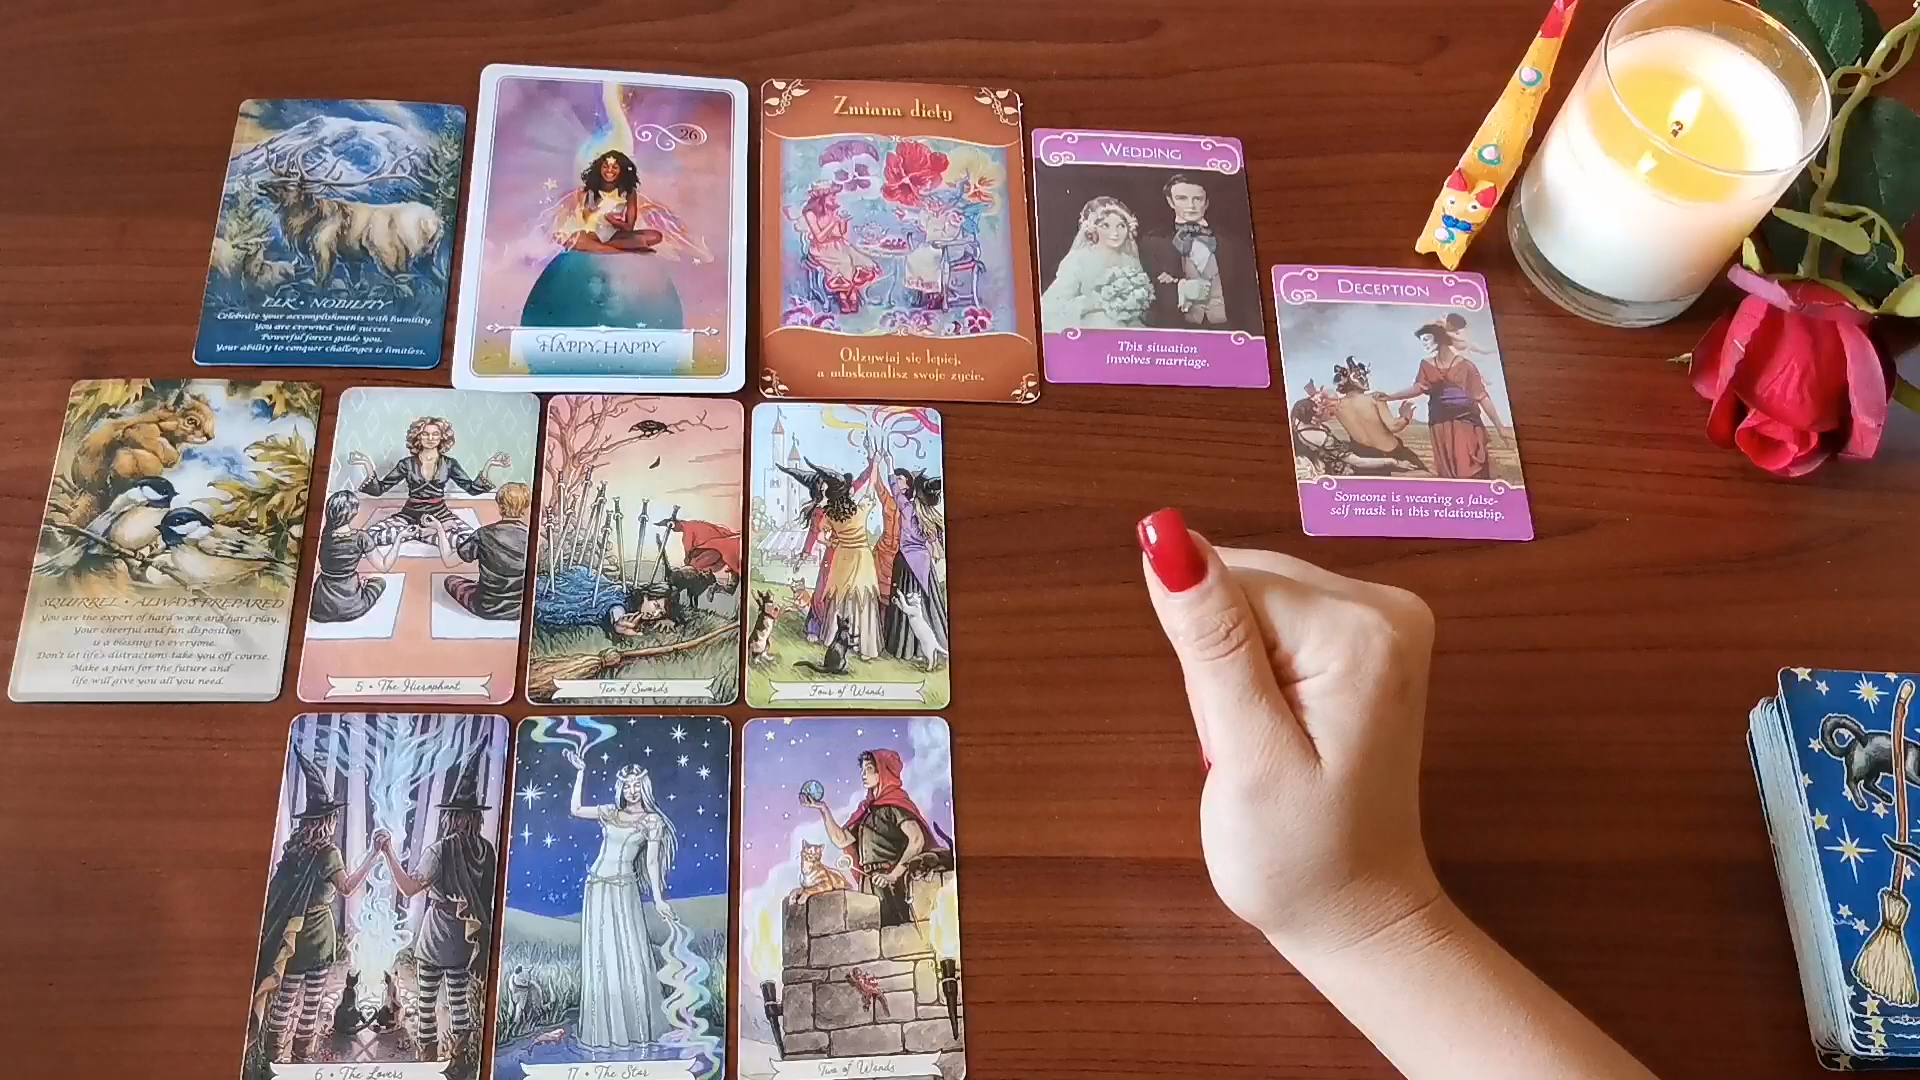 ELK • NOBILITY
Celebrate your accomplishments with humility.
You are crowned with success.
Powerful forces guide you.
Your ability to conquer challenges is limitless.
26
HAPPY, HAPPY
Zmiana diety
Odżywiaj się lepiej,
a udoskonalisz swoje życie.
WEDDING
This situation
involves marriage.
DECEPTION
Someone is wearing a false-
self mask in this relationship.
SQUIRREL • ALWAYS PREPARED
You are the expert of hard work and hard play.
Your cheerful and fun disposition
is a blessing to everyone.
Don't let life's distractions take you off course.
Make a plan for the future and
life will give you all you need.
5 • The Hierophant
Ten of Swords
Four of Wands
6 • The Lovers
17 • The Star
Two of Wands